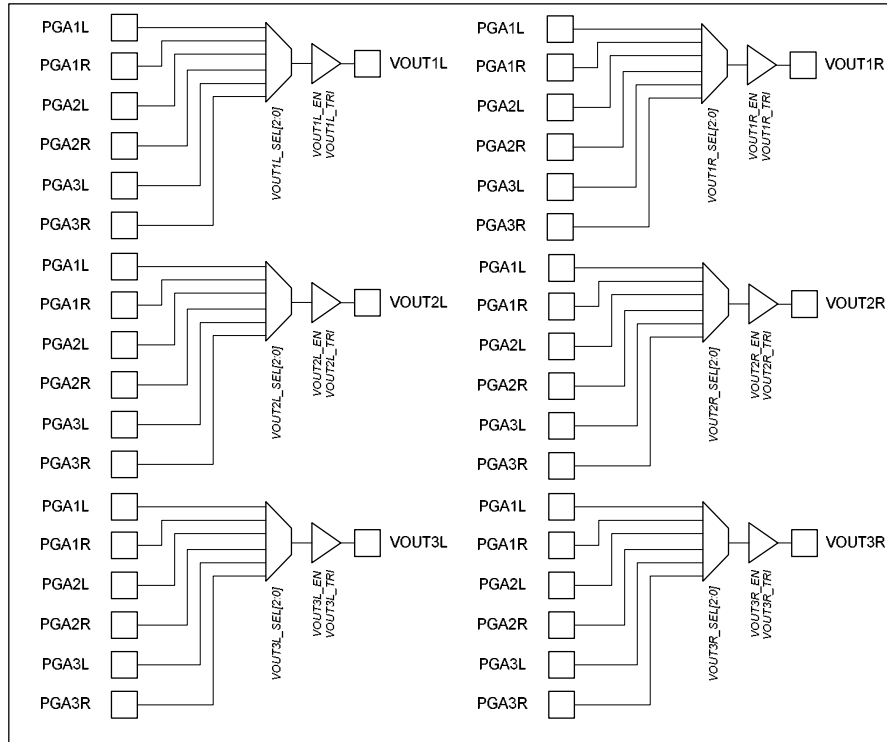 PGA1L
PGA1R
PGA2L
PGA2R
PGA3L
PGA3R
VOUT1L_SEL[2:0]
VOUT1L_EN
VOUT1L_TRI
VOUT1L
PGA1L
PGA1R
PGA2L
PGA2R
PGA3L
PGA3R
VOUT1R_SEL[2:0]
VOUT1R_EN
VOUT1R_TRI
VOUT1R
PGA1L
PGA1R
PGA2L
PGA2R
PGA3L
PGA3R
VOUT2L_SEL[2:0]
VOUT2L_EN
VOUT2L_TRI
VOUT2L
PGA1L
PGA1R
PGA2L
PGA2R
PGA3L
PGA3R
VOUT2R_SEL[2:0]
VOUT2R_EN
VOUT2R_TRI
VOUT2R
PGA1L
PGA1R
PGA2L
PGA2R
PGA3L
PGA3R
VOUT3L_SEL[2:0]
VOUT3L_EN
VOUT3L_TRI
VOUT3L
PGA1L
PGA1R
PGA2L
PGA2R
PGA3L
PGA3R
VOUT3R_SEL[2:0]
VOUT3R_EN
VOUT3R_TRI
VOUT3R